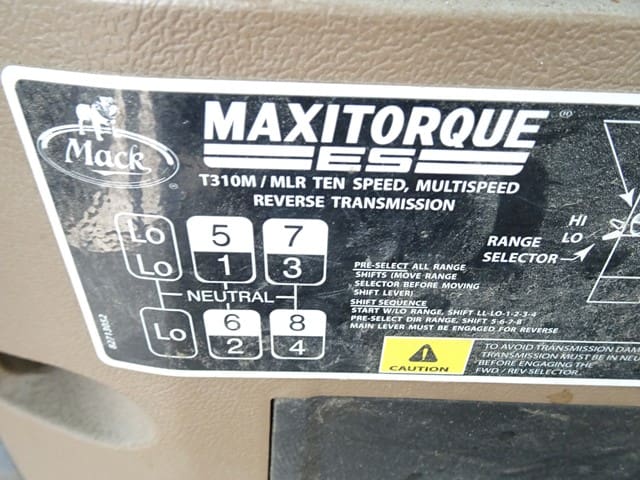 Mack
®
MAXITORQUE®
ES
T310M / MLR TEN SPEED, MULTISPEED
REVERSE TRANSMISSION
Lo 5 7
Lo 1 3
NEUTRAL
Lo 6 8
2 4
HI
LO
RANGE
SELECTOR
PRE-SELECT ALL RANGE
SHIFTS (MOVE RANGE
SELECTOR BEFORE MOVING
SHIFT LEVER)
SHIFT SEQUENCE
START W/LO RANGE, SHIFT LL-LO-1-2-3-4
PRE-SELECT DIR RANGE, SHIFT 5-6-7-8
MAIN LEVER MUST BE ENGAGED FOR REVERSE
CAUTION
TO AVOID TRANSMISSION DAM
TRANSMISSION MUST BE IN NEU
BEFORE ENGAGING THE
FWD. / REV-SELECTOR.